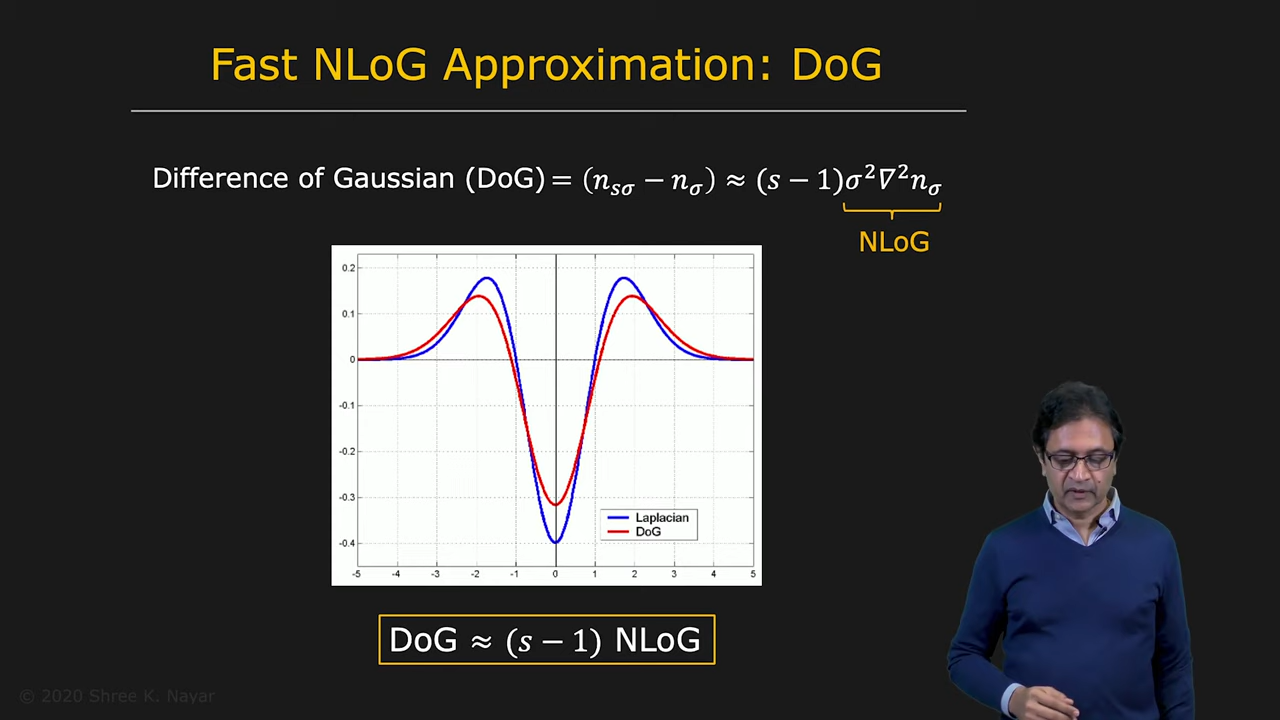 Fast NLoG Approximation: DoG
Difference of Gaussian (DoG) = (n_{sσ} − n_σ) ≈ (s − 1)σ²∇²n_σ
NLoG
0.2
0.1
0
-0.1
-0.2
-0.3
-0.4
Laplacian
DoG
-5 -4 -3 -2 -1 0 1 2 3 4 5
DoG ≈ (s − 1) NLoG
© 2020 Shree K. Nayar